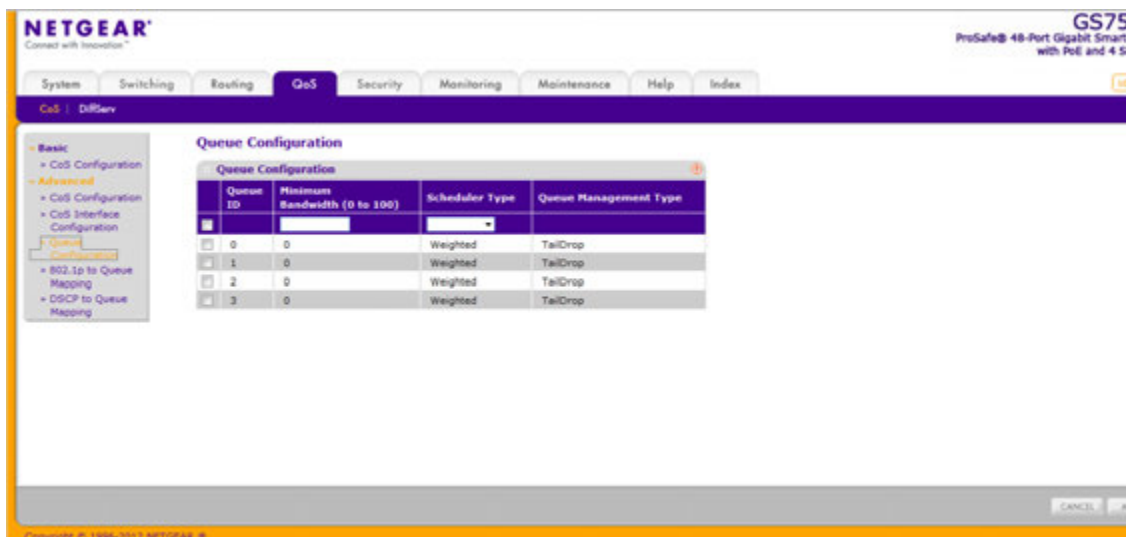 NETGEAR®
Connect with Innovation™
GS75
ProSafe® 48-Port Gigabit Smart
with PoE and 4 S
System Switching Routing QoS Security Monitoring Maintenance Help Index
CoS | DiffServ
Basic
» CoS Configuration
Advanced
» CoS Configuration
» CoS Interface
Configuration
» Queue
Configuration
» 802.1p to Queue
Mapping
» DSCP to Queue
Mapping
Queue Configuration
Queue Configuration
Queue ID Minimum Bandwidth (0 to 100) Scheduler Type Queue Management Type
0 0 Weighted TailDrop
1 0 Weighted TailDrop
2 0 Weighted TailDrop
3 0 Weighted TailDrop
CANCEL
Copyright © 1996-2012 NETGEAR ®